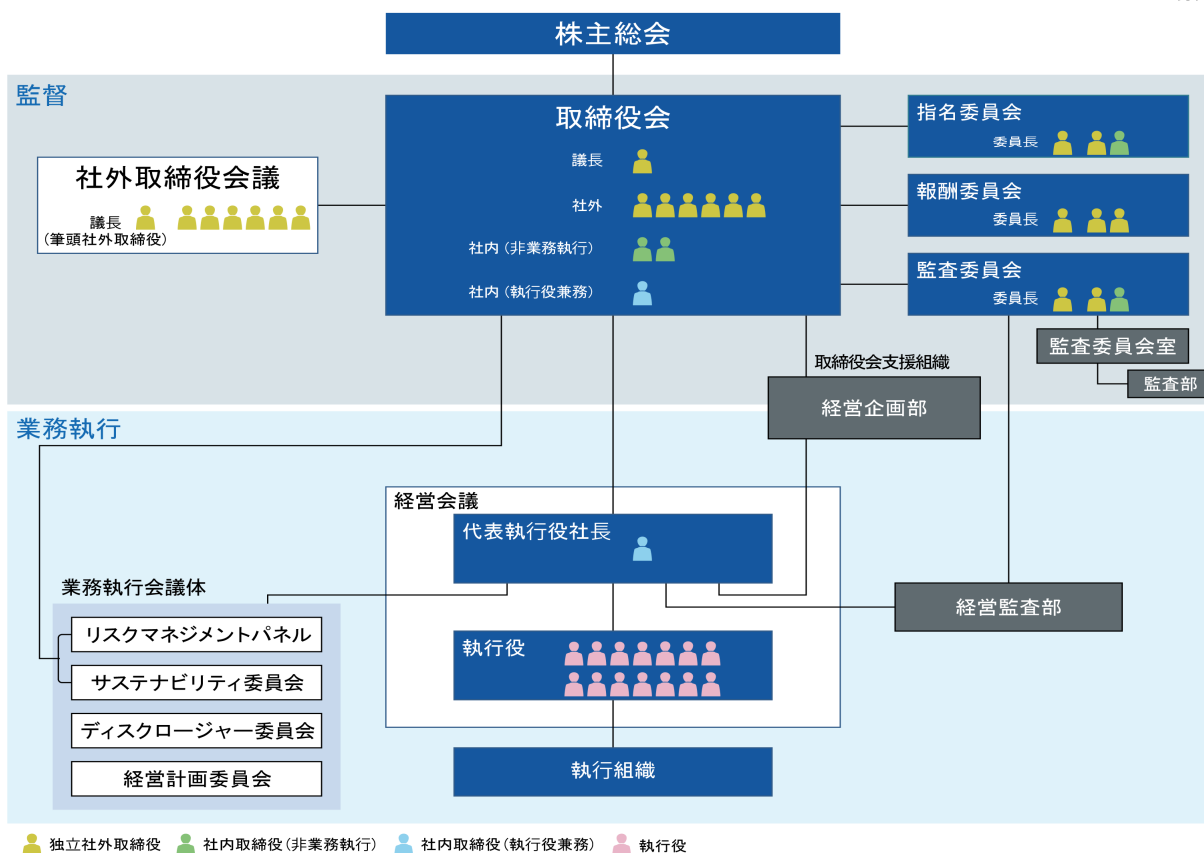 株主総会
監督
取締役会
議長
社外
社内(非業務執行)
社内(執行役兼務)
社外取締役会議
議長
(筆頭社外取締役)
指名委員会
委員長
報酬委員会
委員長
監査委員会
委員長
監査委員会室
監査部
取締役会支援組織
経営企画部
業務執行
経営会議
代表執行役社長
業務執行会議体
リスクマネジメントパネル
サステナビリティ委員会
ディスクロージャー委員会
経営計画委員会
経営監査部
執行役
執行組織
独立社外取締役
社内取締役(非業務執行)
社内取締役(執行役兼務)
執行役